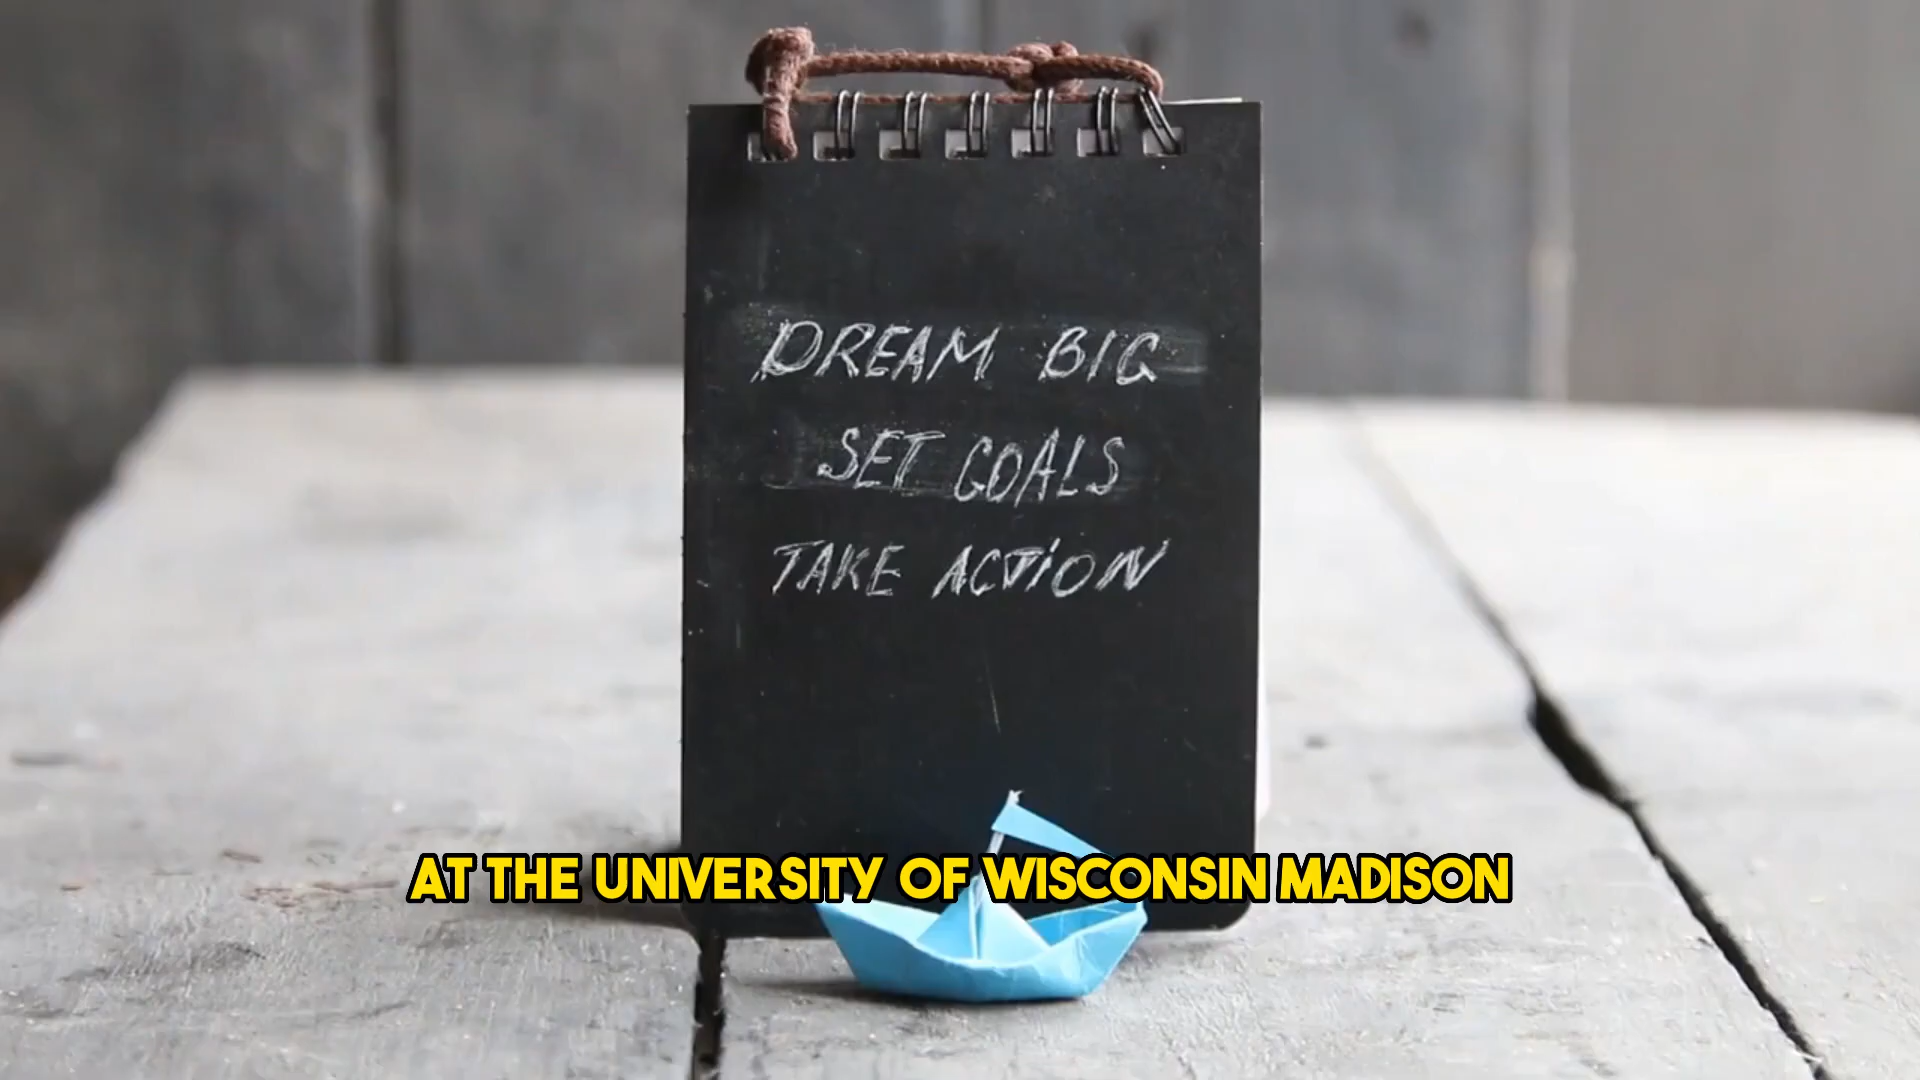 DREAM BIG
SET GOALS
TAKE ACTION
AT THE UNIVERSITY OF WISCONSIN MADISON